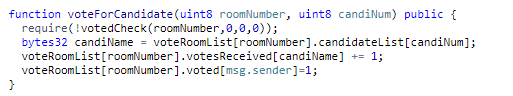 function voteForCandidate(uint8 roomNumber, uint8 candiNum) public {
require(!votedCheck(roomNumber,0,0,0));
bytes32 candiName = voteRoomList[roomNumber].candidateList[candiNum];
voteRoomList[roomNumber].votesReceived[candiName] += 1;
voteRoomList[roomNumber].voted[msg.sender]=1;
}